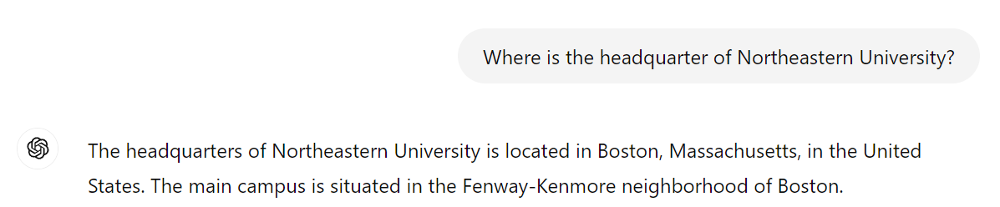 Where is the headquarter of Northeastern University?
The headquarters of Northeastern University is located in Boston, Massachusetts, in the United
States. The main campus is situated in the Fenway-Kenmore neighborhood of Boston.